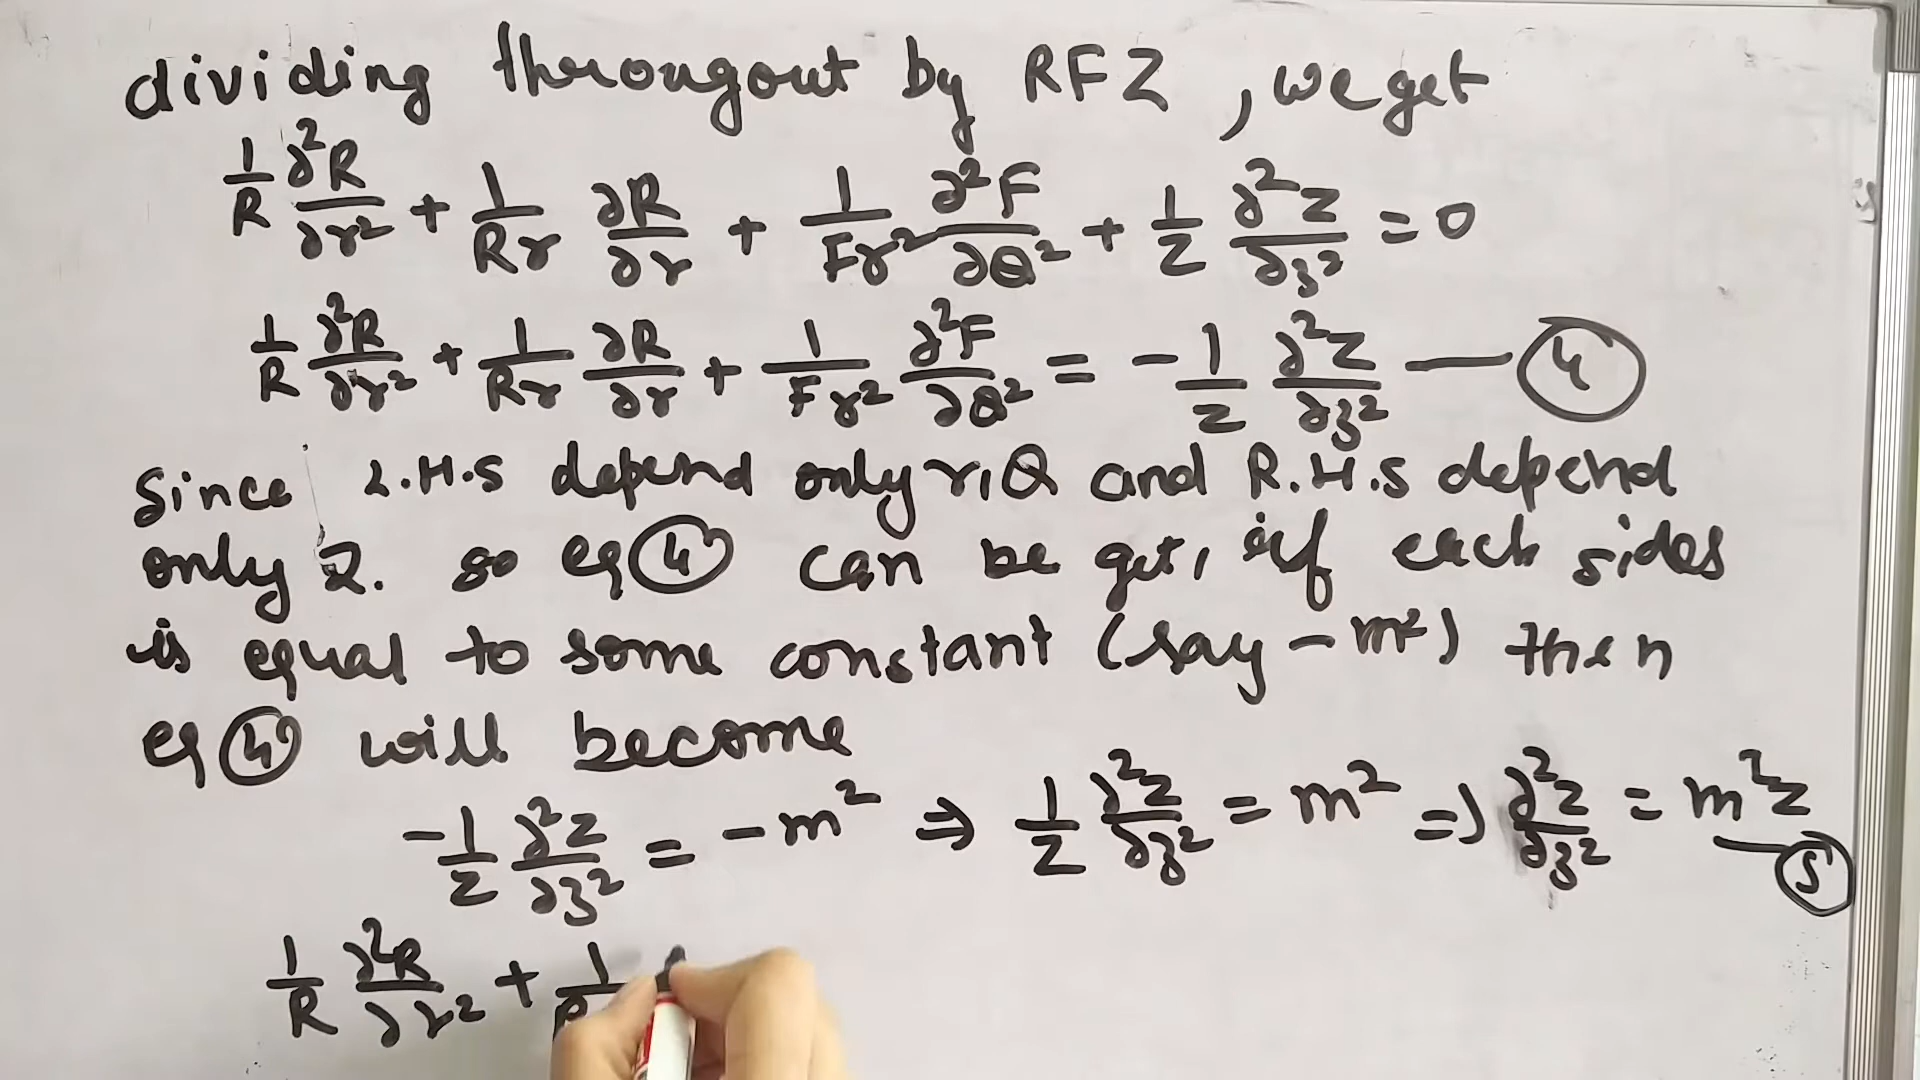 dividing througout by RFZ, we get
1/R ∂²R/∂r² + 1/Rr ∂R/∂r + 1/Fr² ∂²F/∂θ² + 1/Z ∂²Z/∂z² = 0
1/R ∂²R/∂r² + 1/Rr ∂R/∂r + 1/Fr² ∂²F/∂θ² = -1/Z ∂²Z/∂z² — ④
Since L.H.S depend only r, θ and R.H.S depend
only z. so eq ④ can be get, if each sides
is equal to some constant (say -m²) then
eq ④ will become
-1/Z ∂²Z/∂z² = -m² ⇒ 1/Z ∂²Z/∂z² = m² ⇒ ∂²Z/∂z² = m²Z — ⑤
1/R ∂²R/∂r² + 1/R